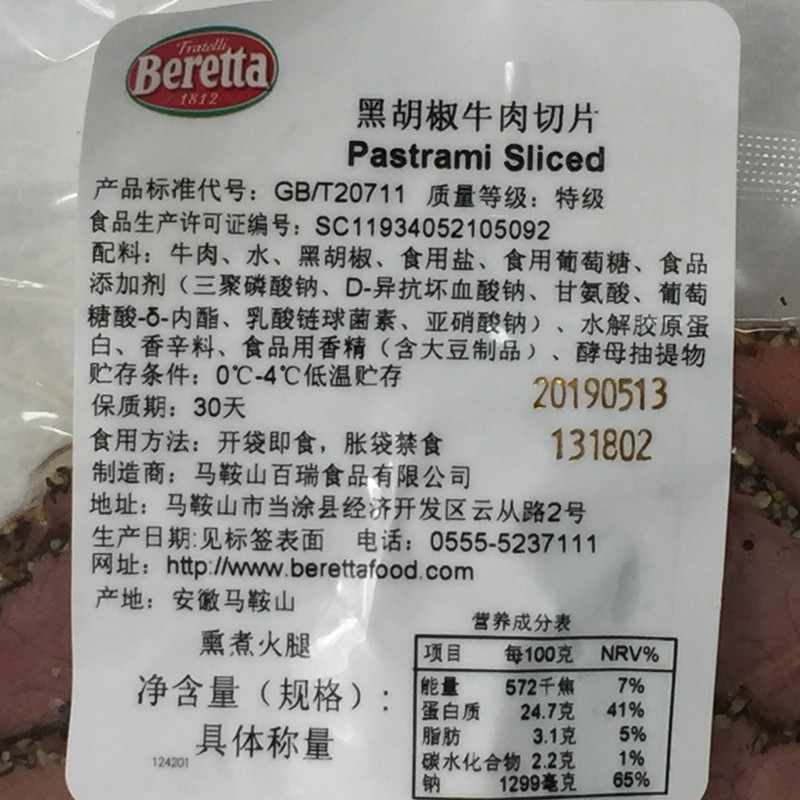 Fratelli
Beretta
1812
黑胡椒牛肉切片
Pastrami Sliced
产品标准代号：GB/T20711 质量等级：特级
食品生产许可证编号：SC11934052105092
配料：牛肉、水、黑胡椒、食用盐、食用葡萄糖、食品
添加剂（三聚磷酸钠、D-异抗坏血酸钠、甘氨酸、葡萄
糖酸-δ-内酯、乳酸链球菌素、亚硝酸钠）、水解胶原蛋
白、香辛料、食品用香精（含大豆制品）、酵母抽提物
贮存条件：0℃-4℃低温贮存
保质期：30天
20190513
131802
食用方法：开袋即食，胀袋禁食
制造商：马鞍山百瑞食品有限公司
地址：马鞍山市当涂县经济开发区云从路2号
生产日期:见标签表面 电话：0555-5237111
网址：http://www.berettafood.com
产地：安徽马鞍山
熏煮火腿
净含量（规格）：
具体称量
124201
营养成分表
项目 每100克 NRV%
能量 572千焦 7%
蛋白质 24.7克 41%
脂肪 3.1克 5%
碳水化合物 2.2克 1%
钠 1299毫克 65%